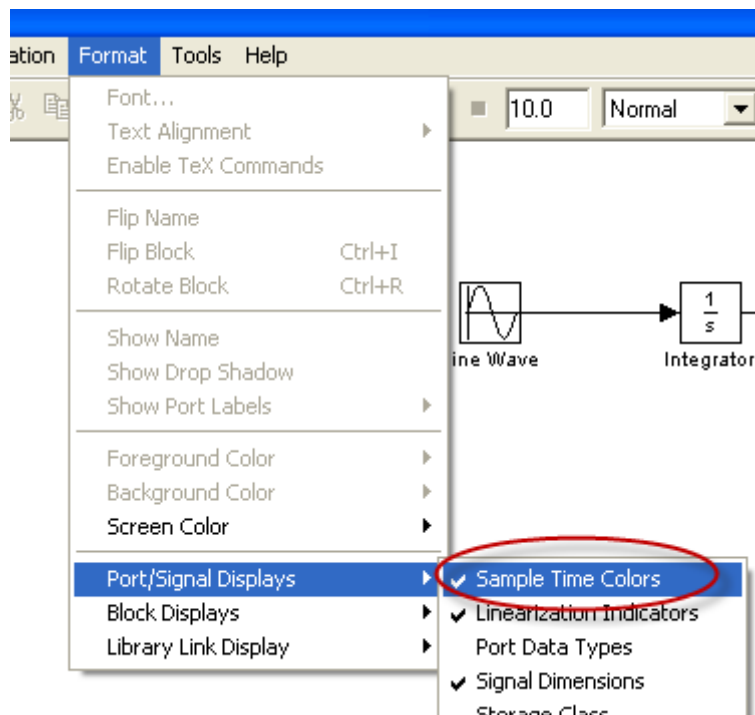 ation Format Tools Help
10.0 Normal
Font...
Text Alignment
Enable TeX Commands
Flip Name
Flip Block Ctrl+I
Rotate Block Ctrl+R
Show Name
Show Drop Shadow
Show Port Labels
Foreground Color
Background Color
Screen Color
Port/Signal Displays
Block Displays
Library Link Display
1
s
ine Wave Integrator
Sample Time Colors
Linearization Indicators
Port Data Types
Signal Dimensions
Storage Class